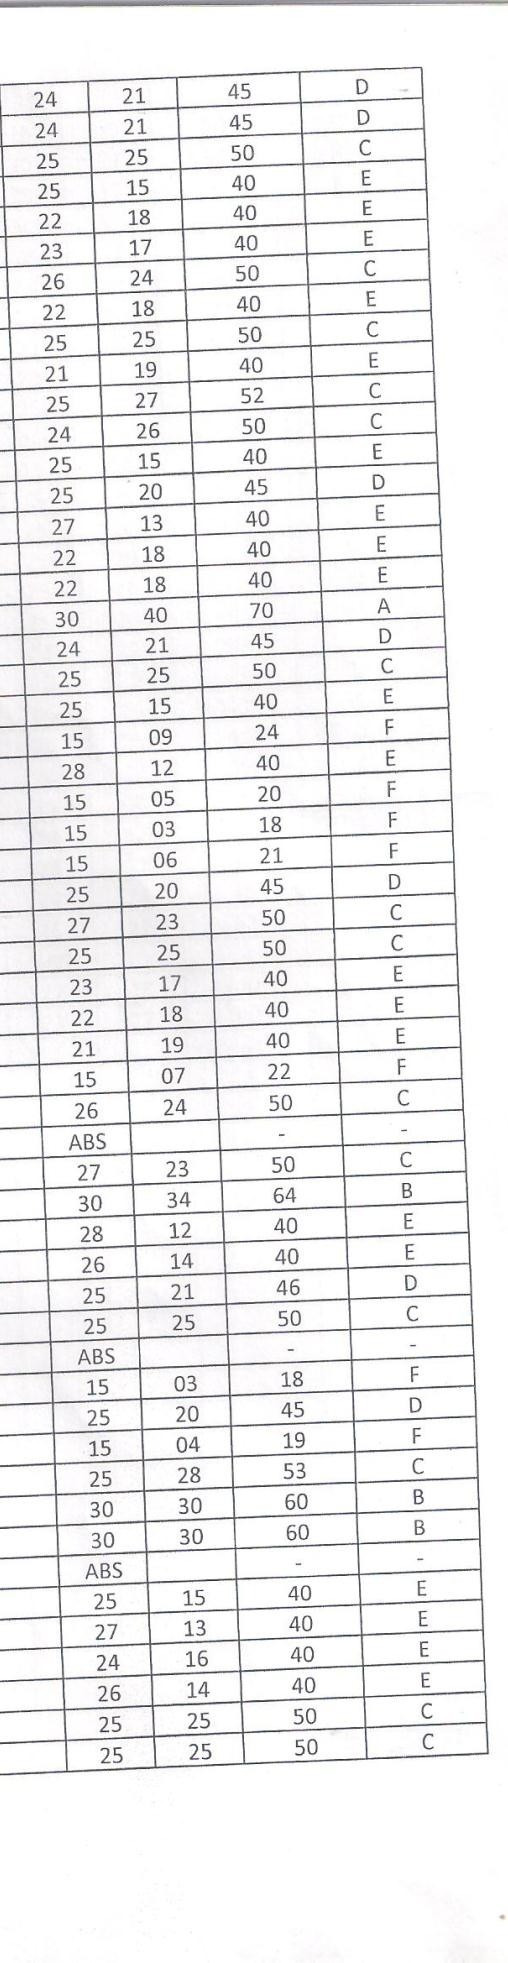 24 21 45 D
24 21 45 D
25 25 50 C
25 15 40 E
22 18 40 E
23 17 40 E
26 24 50 C
22 18 40 E
25 25 50 C
21 19 40 E
25 27 52 C
24 26 50 C
25 15 40 E
25 20 45 D
27 13 40 E
22 18 40 E
22 18 40 E
30 40 70 A
24 21 45 D
25 25 50 C
25 15 40 E
15 09 24 F
28 12 40 E
15 05 20 F
15 03 18 F
15 06 21 F
25 20 45 D
27 23 50 C
25 25 50 C
23 17 40 E
22 18 40 E
21 19 40 E
15 07 22 F
26 24 50 C
ABS - -
27 23 50 C
30 34 64 B
28 12 40 E
26 14 40 E
25 21 46 D
25 25 50 C
ABS - -
15 03 18 F
25 20 45 D
15 04 19 F
25 28 53 C
30 30 60 B
30 30 60 B
ABS - -
25 15 40 E
27 13 40 E
24 16 40 E
26 14 40 E
25 25 50 C
25 25 50 C